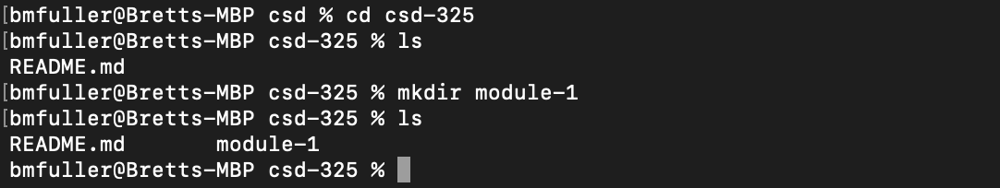 [bmfuller@Bretts-MBP csd % cd csd-325
[bmfuller@Bretts-MBP csd-325 % ls
README.md
[bmfuller@Bretts-MBP csd-325 % mkdir module-1
[bmfuller@Bretts-MBP csd-325 % ls
README.md       module-1
bmfuller@Bretts-MBP csd-325 %